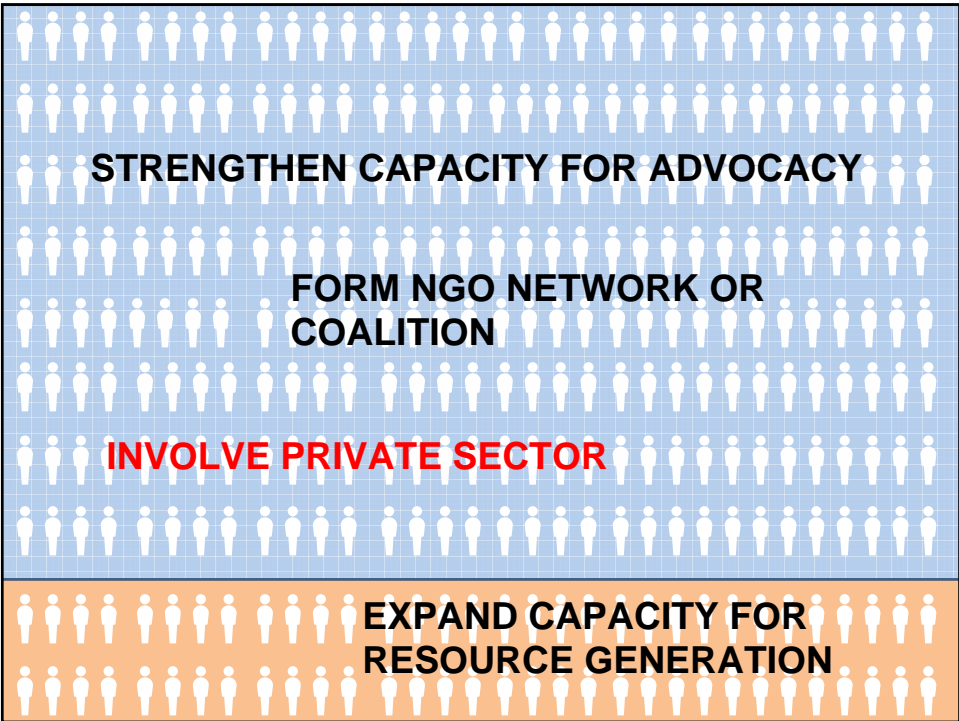 STRENGTHEN CAPACITY FOR ADVOCACY
FORM NGO NETWORK OR
COALITION
INVOLVE PRIVATE SECTOR
EXPAND CAPACITY FOR
RESOURCE GENERATION